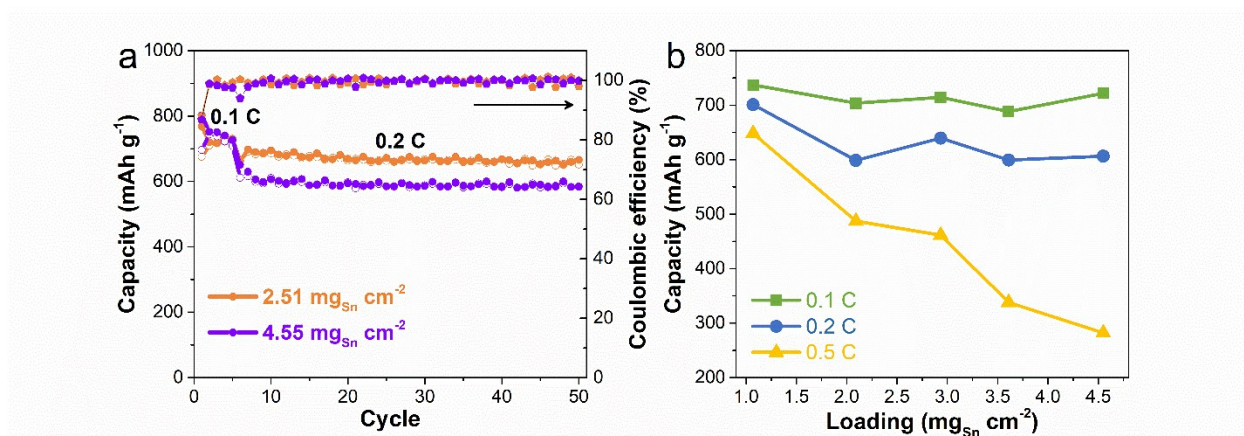 a
1000
800
600
400
200
0
0 10 20 30 40 50
Cycle
Capacity (mAh g⁻¹)
0.1 C
0.2 C
2.51 mgSn cm⁻²
4.55 mgSn cm⁻²
100
80
60
40
20
0
Coulombic efficiency (%)
b
800
700
600
500
400
300
200
1.0 1.5 2.0 2.5 3.0 3.5 4.0 4.5
Loading (mgSn cm⁻²)
Capacity (mAh g⁻¹)
0.1 C
0.2 C
0.5 C